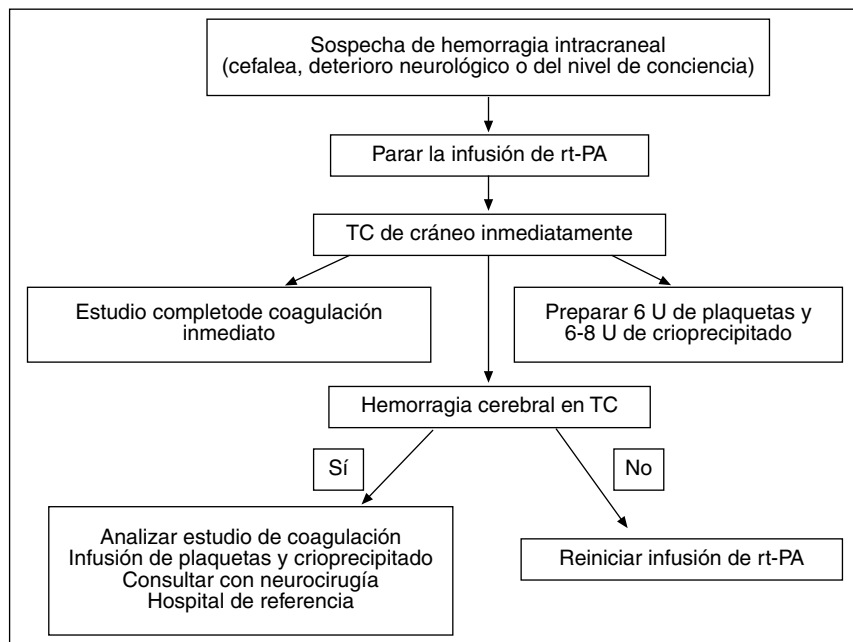 Sospecha de hemorragia intracraneal
(cefalea, deterioro neurológico o del nivel de conciencia)
Parar la infusión de rt-PA
TC de cráneo inmediatamente
Estudio completode coagulación
inmediato
Preparar 6 U de plaquetas y
6-8 U de crioprecipitado
Hemorragia cerebral en TC
Sí
No
Analizar estudio de coagulación
Infusión de plaquetas y crioprecipitado
Consultar con neurocirugía
Hospital de referencia
Reiniciar infusión de rt-PA